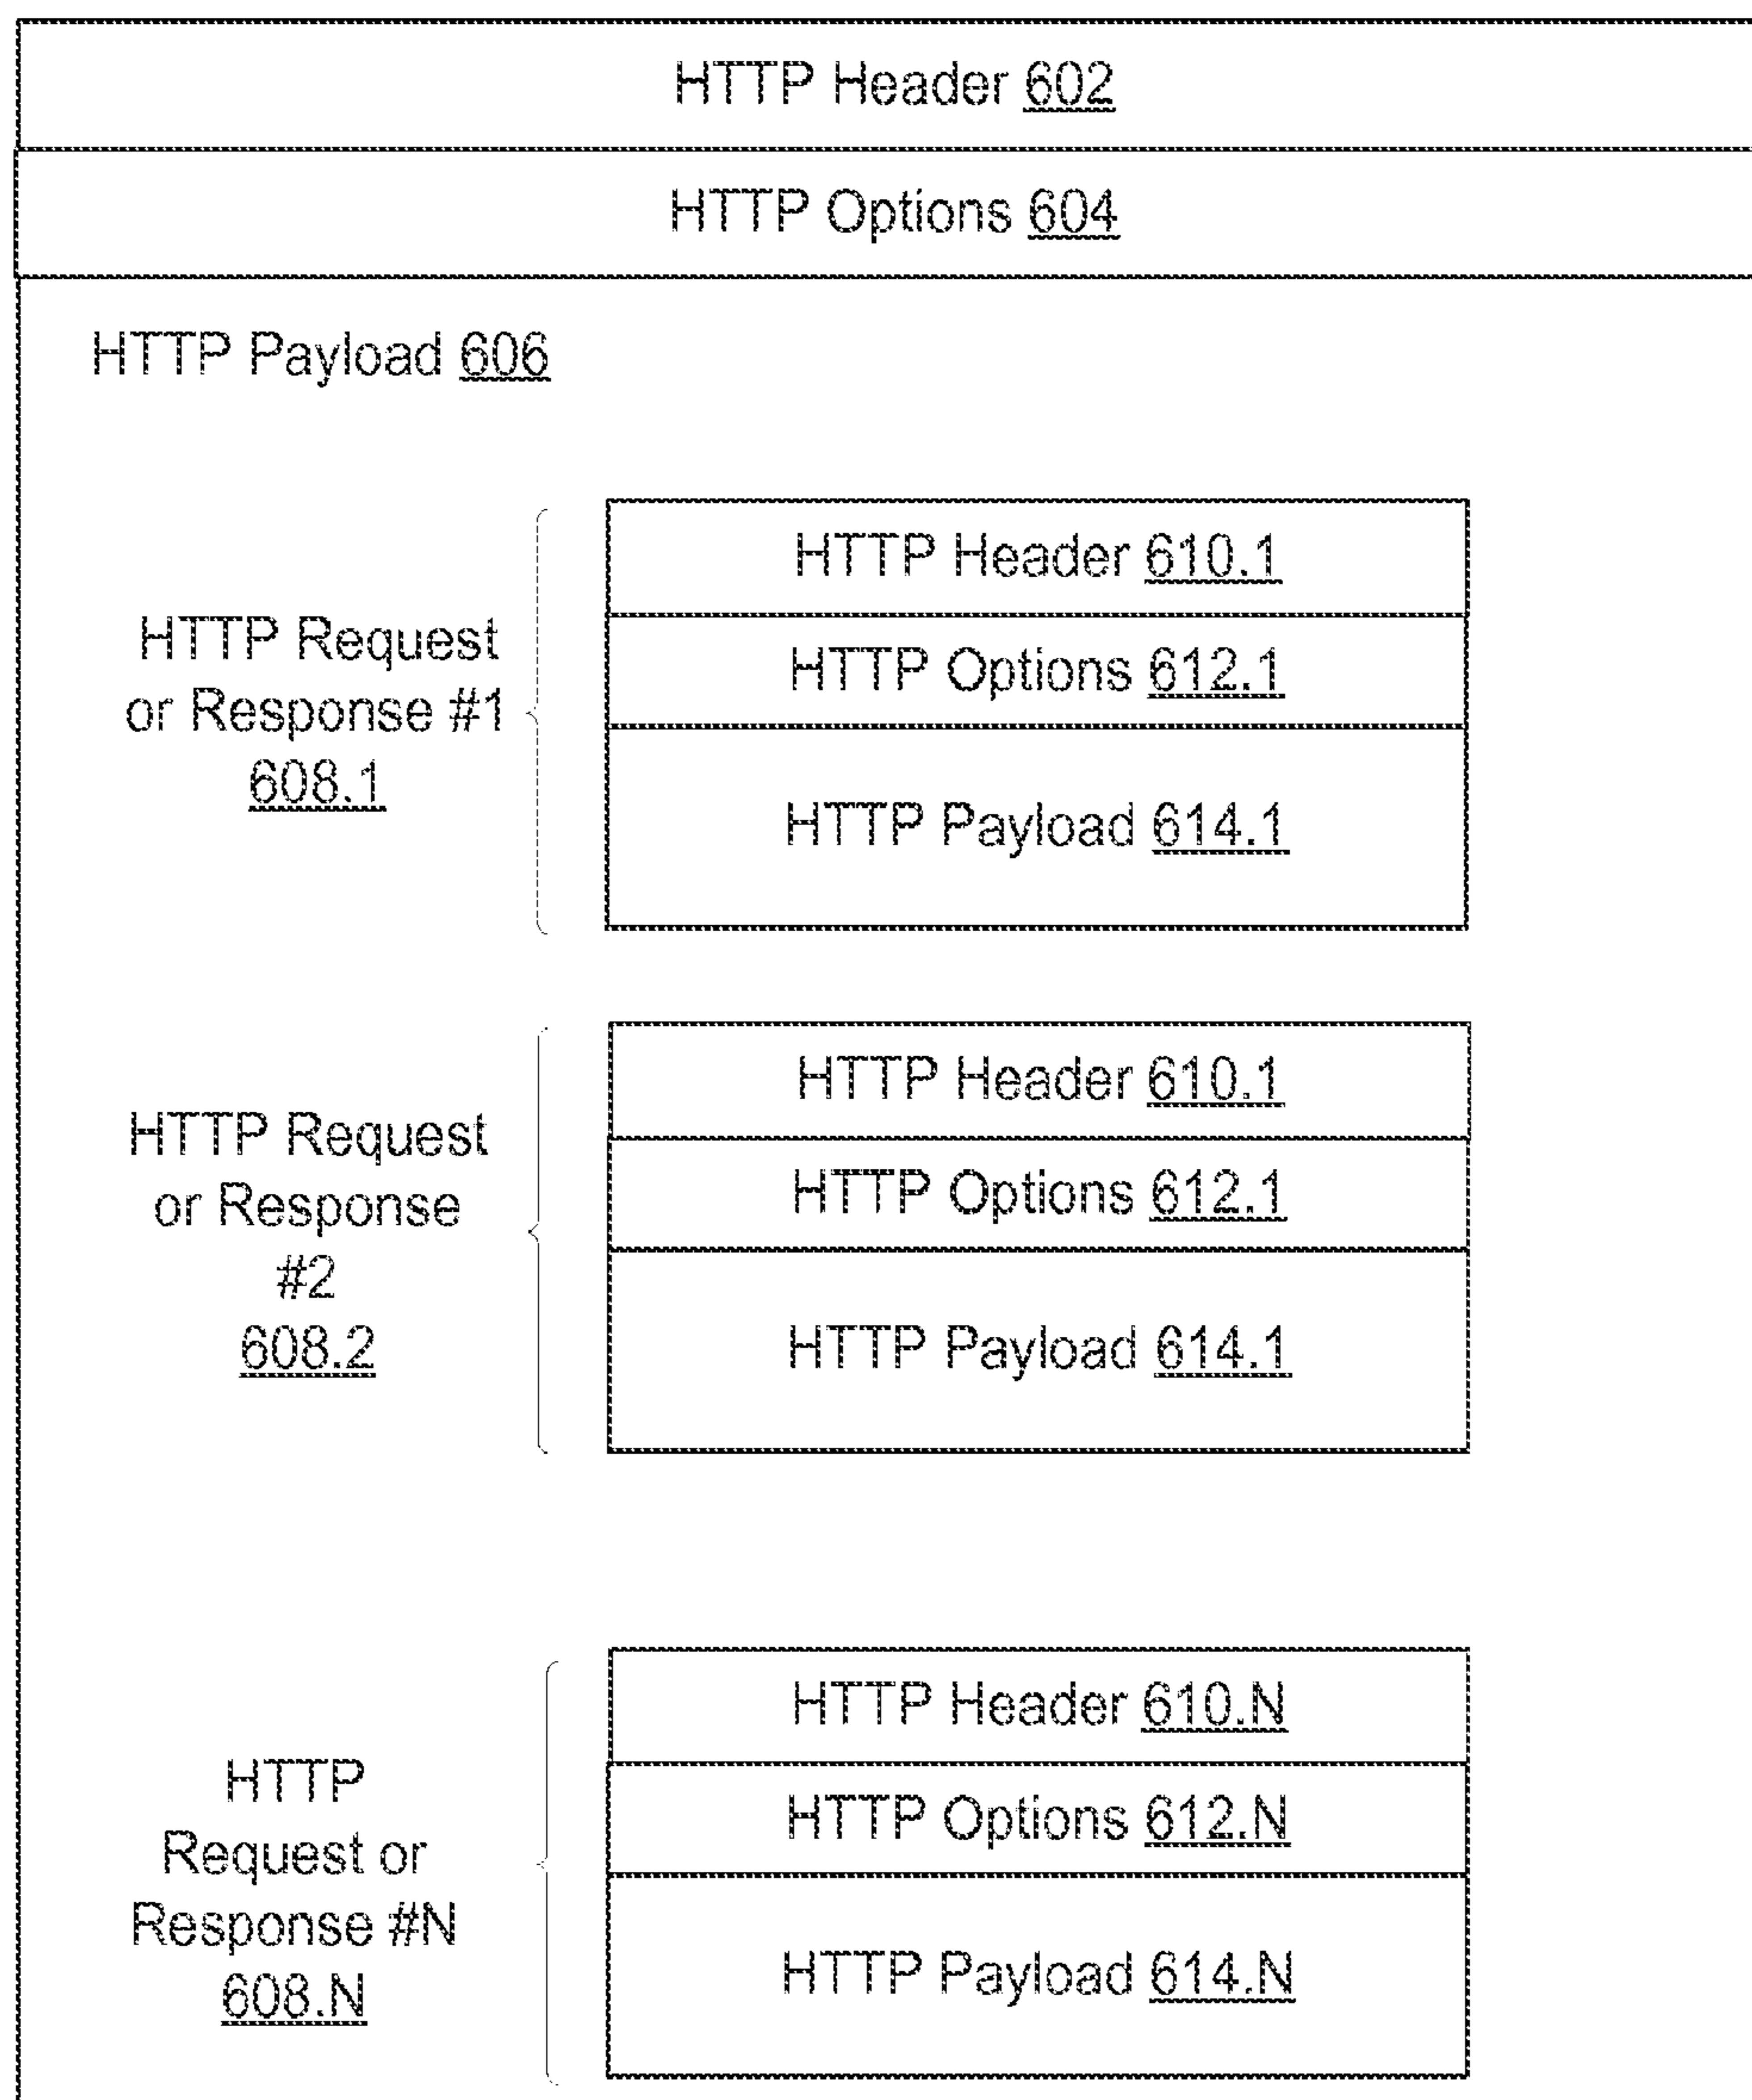 HTTP Header 602
HTTP Options 604
HTTP Payload 606
HTTP Request
or Response #1
608.1
HTTP Header 610.1
HTTP Options 612.1
HTTP Payload 614.1
HTTP Request
or Response
#2
608.2
HTTP Header 610.1
HTTP Options 612.1
HTTP Payload 614.1
HTTP
Request or
Response #N
608.N
HTTP Header 610.N
HTTP Options 612.N
HTTP Payload 614.N